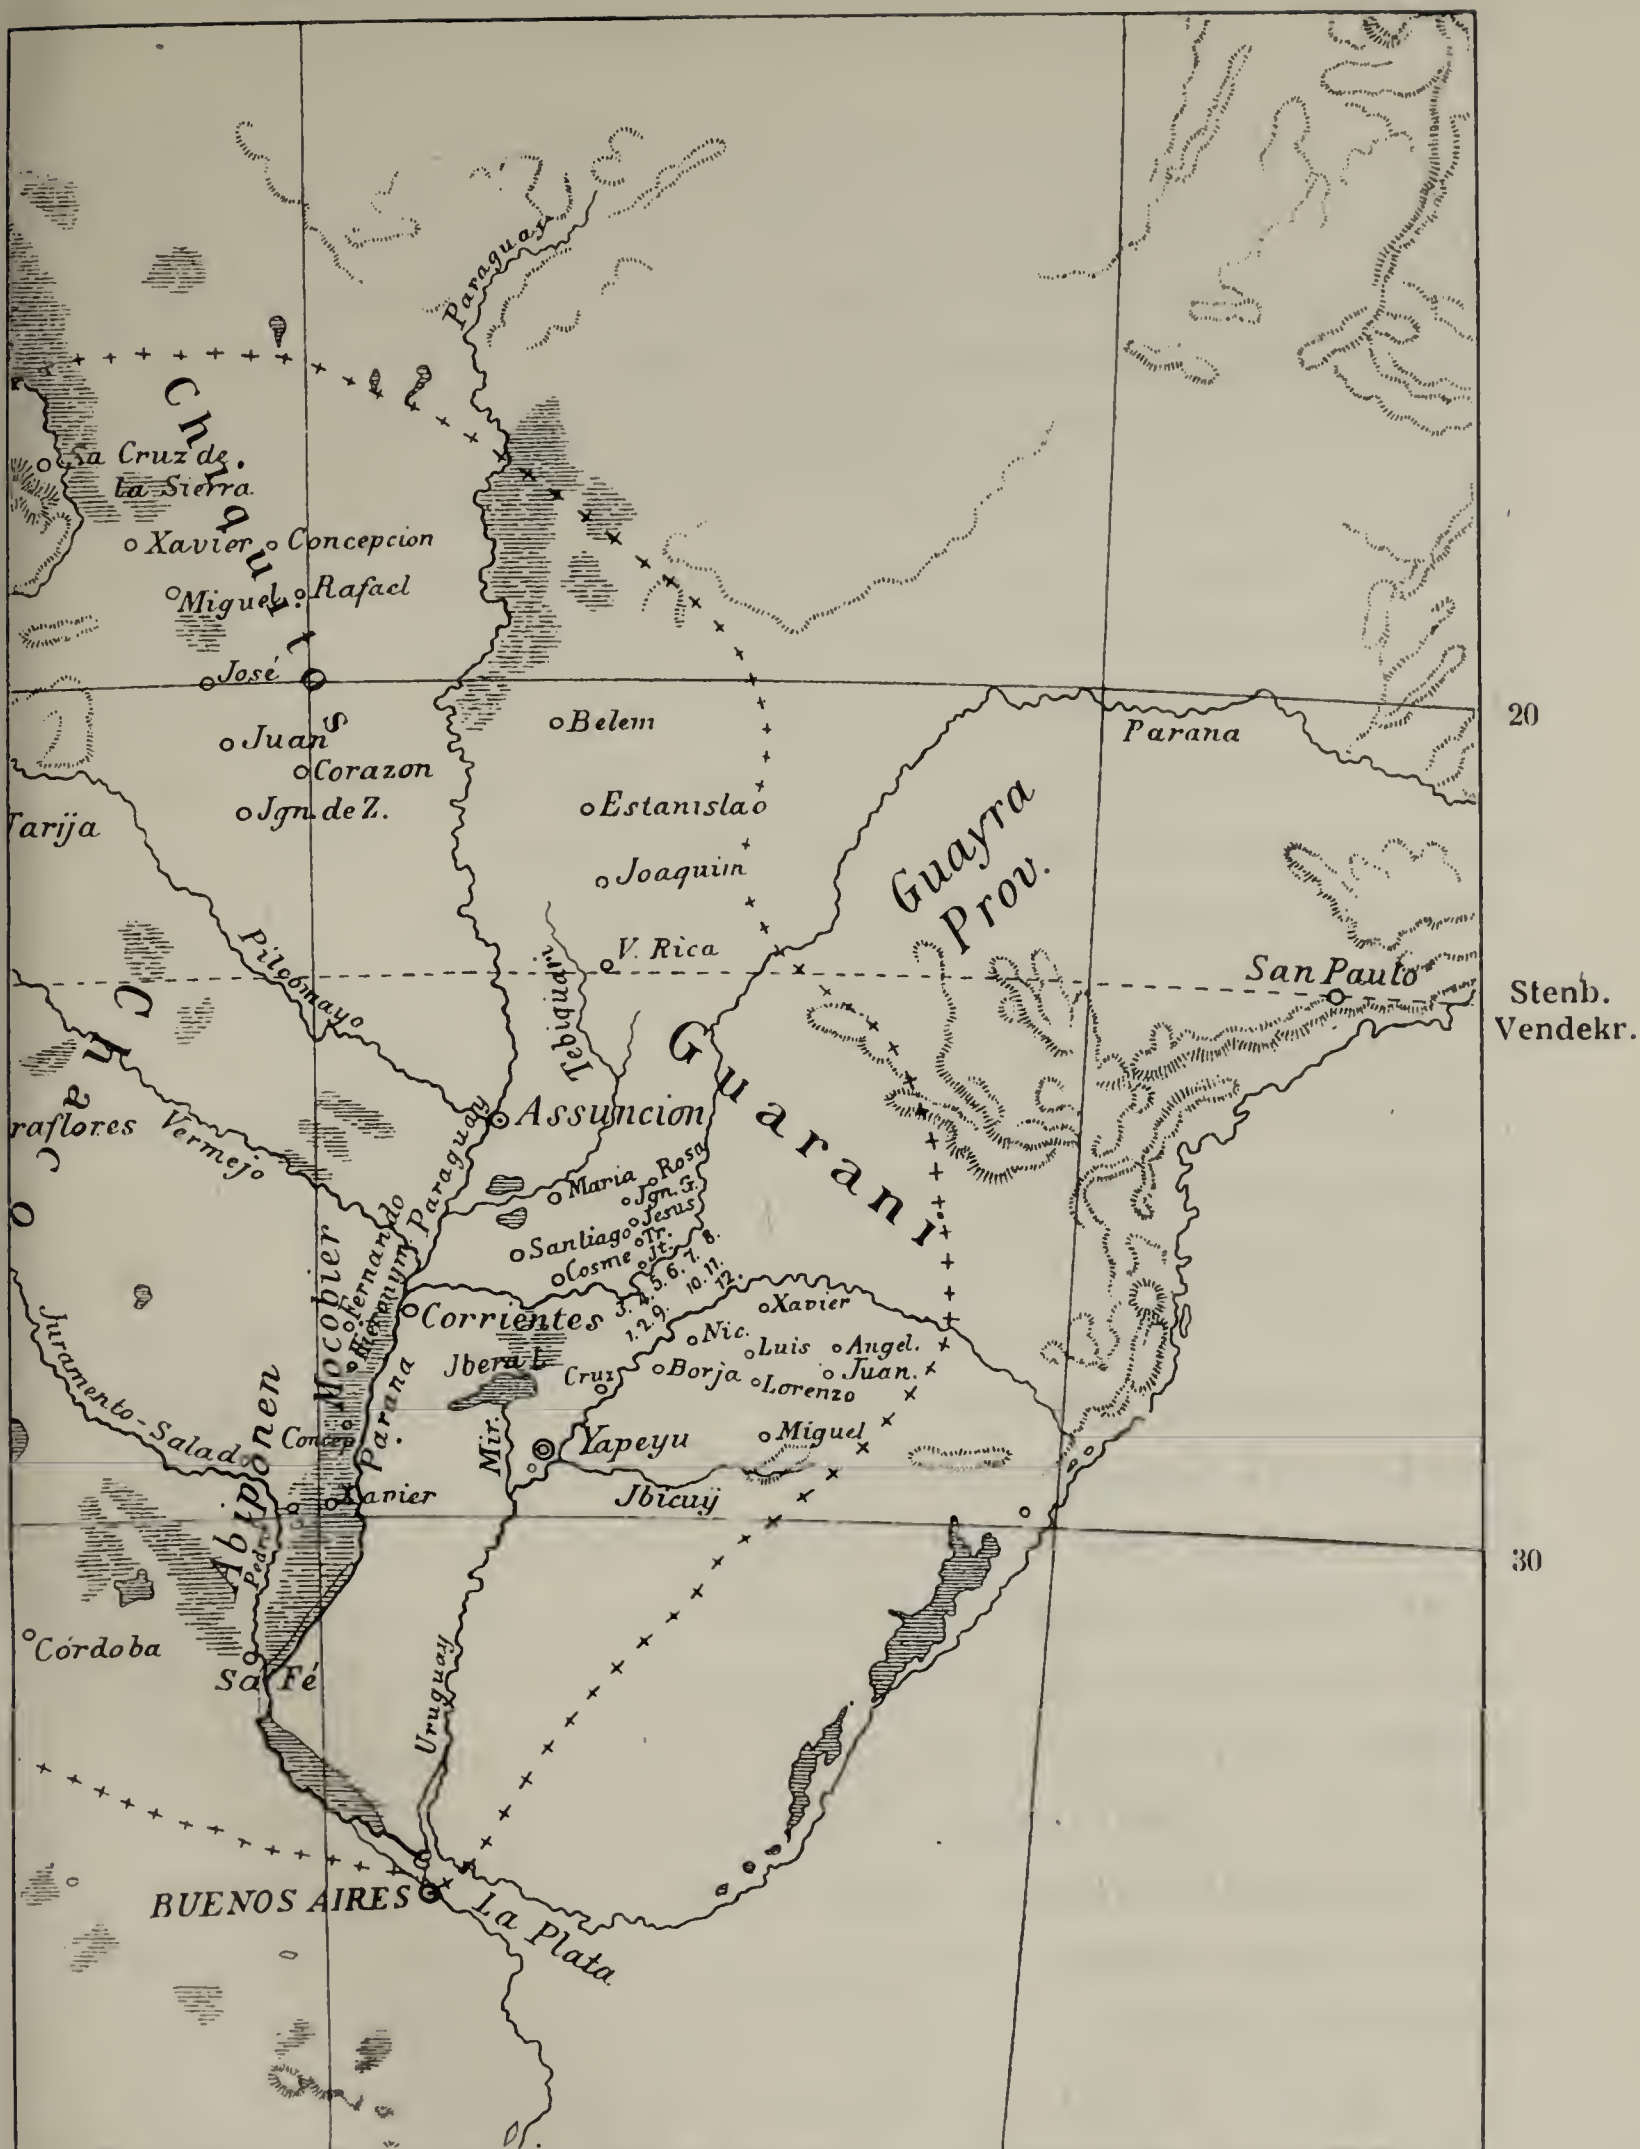 Paraguay
Chiquitos
Sa Cruz de
la Sierra
Xavier
Concepcion
Miguel
Rafael
José
Juan
Corazon
Jgn. de Z.
Belem
Estanislao
Joaquim
V. Rica
Parana
20
Tarija
Guayra
Prov.
Pilcomayo
Tebiquari
San Paulo
Stenb.
Vendekr.
Chaco
Guarani
raflores
Vermejo
Assuncion
Paraguay
Maria
Rosa
Jgn. G.
Jesus
Santiago
Tr.
Cosme
Jt.
3. 4. 5. 6. 7. 8.
1. 2. 9. 10. 11. 12.
Mocobier
Fernando
Corrientes
Xavier
Nic.
Luis
Angel.
Jbera L
Cruz
Borja
Lorenzo
Juan.
Juramento-Salado
Abiponen
Parana
Concep.
Mir.
Yapeyu
Miguel
Xavier
Jbicuy
Pedro
30
Córdoba
Sa Fé
Uruguay
BUENOS AIRES
La Plata